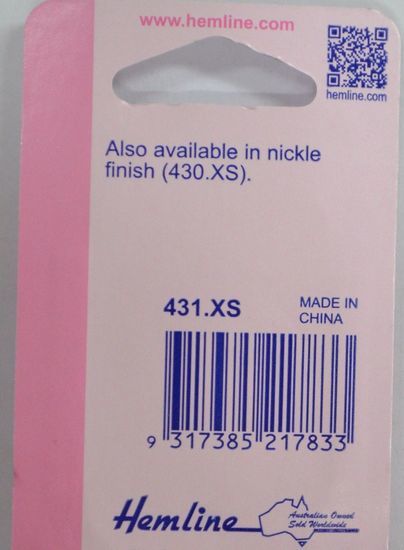 www.hemline.com
hemline.com
Also available in nickle
finish (430.XS).
431.XS
MADE IN
CHINA
9 317385 217833
Hemline
Australian Owned
Sold Worldwide